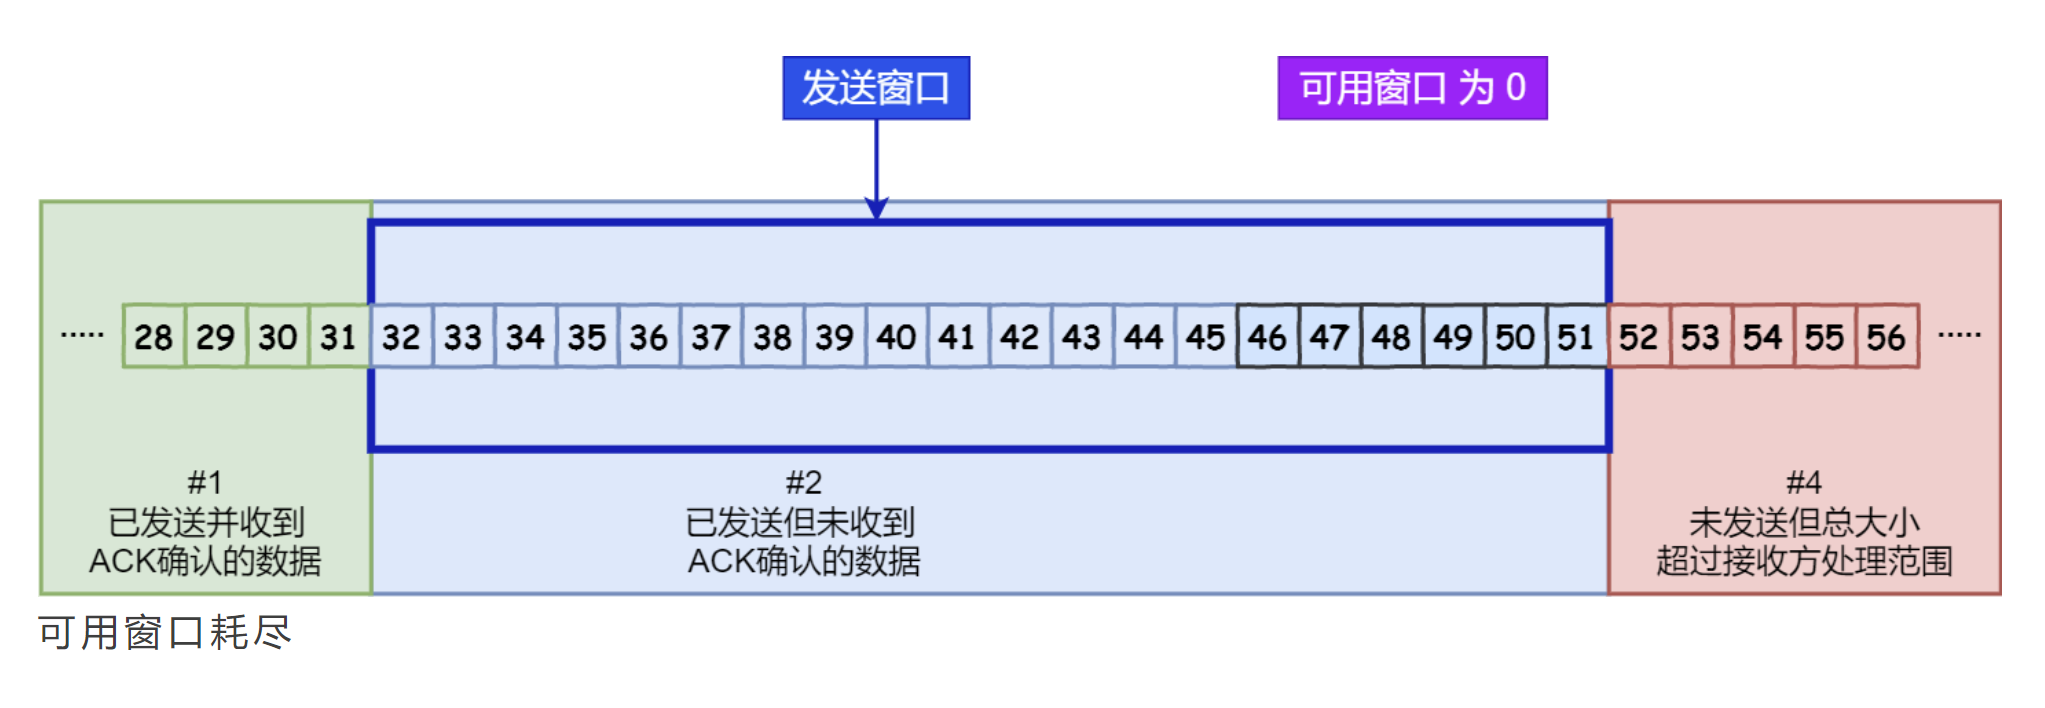 发送窗口
可用窗口 为 0
····· 28 29 30 31 32 33 34 35 36 37 38 39 40 41 42 43 44 45 46 47 48 49 50 51 52 53 54 55 56 ·····
#1
已发送并收到
ACK确认的数据
#2
已发送但未收到
ACK确认的数据
#4
未发送但总大小
超过接收方处理范围
可用窗口耗尽